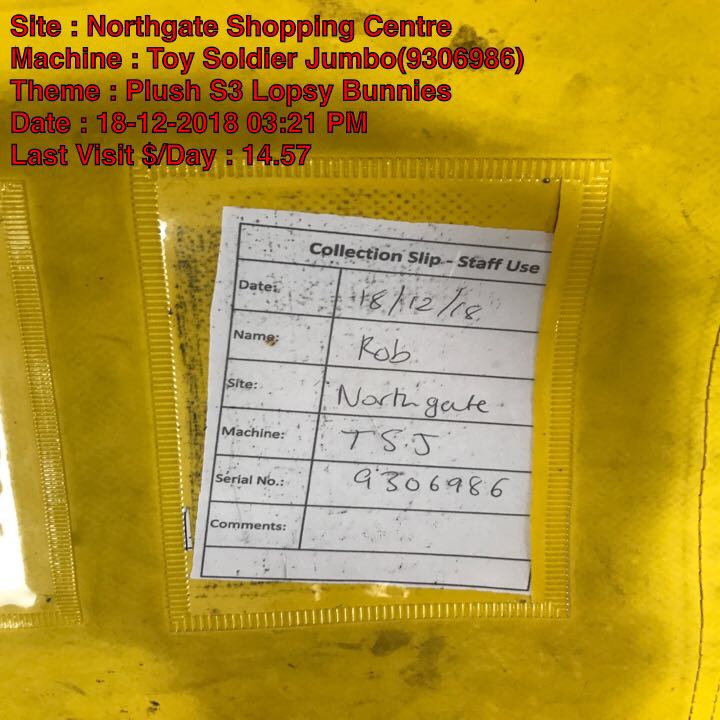 Site : Northgate Shopping Centre
Machine : Toy Soldier Jumbo(9306986)
Theme : Plush S3 Lopsy Bunnies
Date : 18-12-2018 03:21 PM
Last Visit $/Day : 14.57
Collection Slip - Staff Use
Date: 18/12/18
Name: Rob
Site: Northgate
Machine: TSJ
Serial No.: 9306986
Comments: